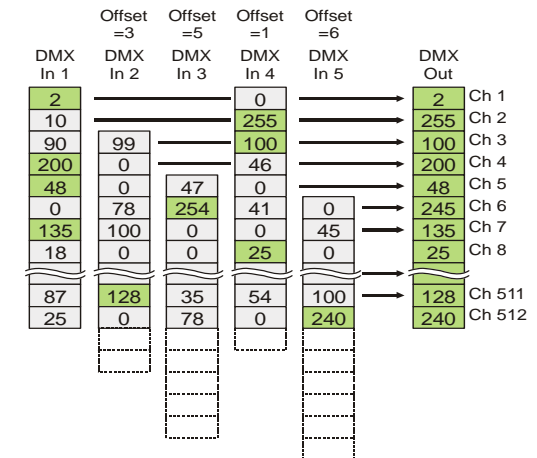 Offset Offset Offset Offset
=3 =5 =1 =6
DMX DMX DMX DMX DMX DMX
In 1 In 2 In 3 In 4 In 5 Out
2 0 2 Ch 1
10 255 255 Ch 2
90 99 100 100 Ch 3
200 0 46 200 Ch 4
48 0 47 0 48 Ch 5
0 78 254 41 0 245 Ch 6
135 100 0 0 45 135 Ch 7
18 0 0 25 0 25 Ch 8
87 128 35 54 100 128 Ch 511
25 0 78 0 240 240 Ch 512